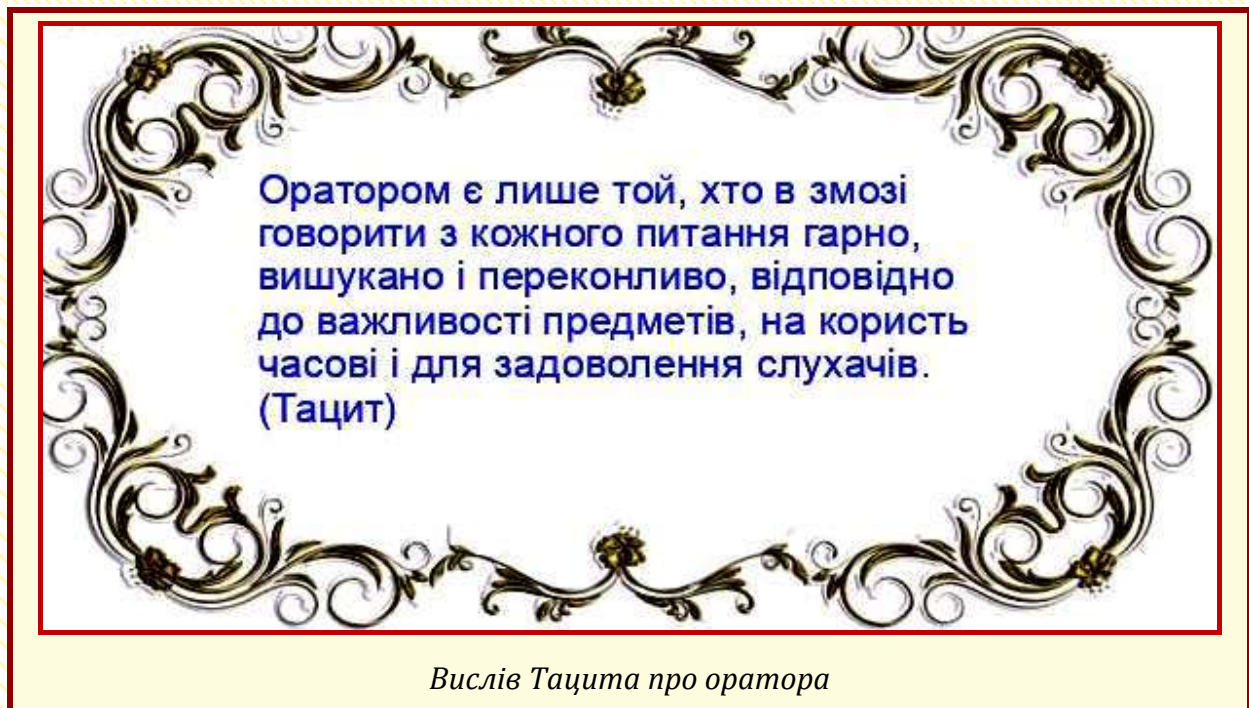 Оратором є лише той, хто в змозі
говорити з кожного питання гарно,
вишукано і переконливо, відповідно
до важливості предметів, на користь
часові і для задоволення слухачів.
(Тацит)
Вислів Тацита про оратора